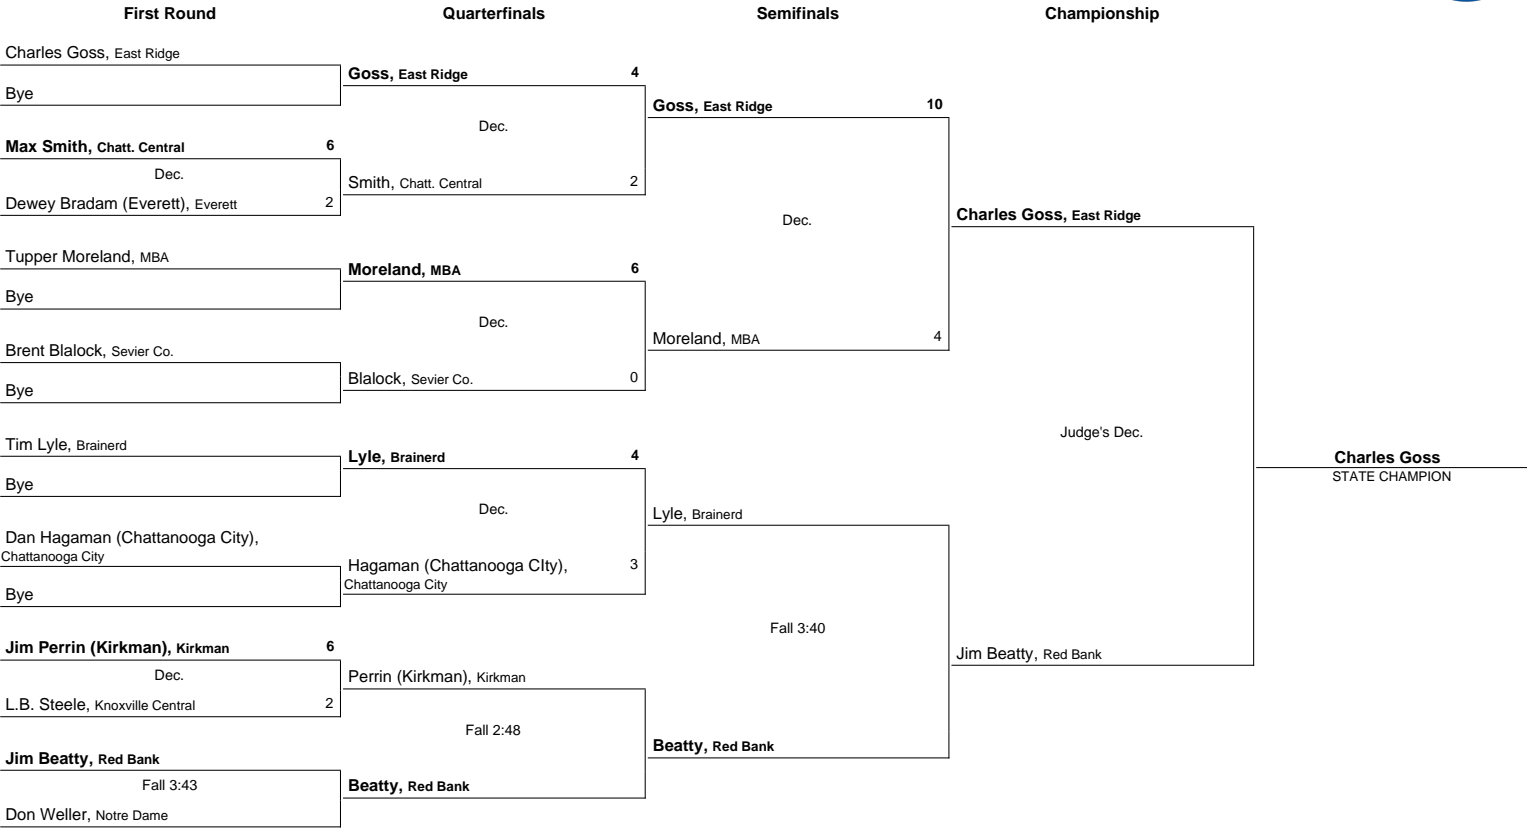 First Round
Quarterfinals
Semifinals
Championship
Charles Goss, East Ridge
Bye
Max Smith, Chatt. Central 6
Dec.
Dewey Bradam (Everett), Everett 2
Tupper Moreland, MBA
Bye
Brent Blalock, Sevier Co.
Bye
Tim Lyle, Brainerd
Bye
Dan Hagaman (Chattanooga City),
Chattanooga City
Bye
Jim Perrin (Kirkman), Kirkman 6
Dec.
L.B. Steele, Knoxville Central 2
Jim Beatty, Red Bank
Fall 3:43
Don Weller, Notre Dame
Goss, East Ridge 4
Dec.
Smith, Chatt. Central 2
Moreland, MBA 6
Dec.
Blalock, Sevier Co. 0
Lyle, Brainerd 4
Dec.
Hagaman (Chattanooga CIty), 3
Chattanooga City
Perrin (Kirkman), Kirkman
Fall 2:48
Beatty, Red Bank
Goss, East Ridge 10
Dec.
Moreland, MBA 4
Lyle, Brainerd
Fall 3:40
Beatty, Red Bank
Charles Goss, East Ridge
Judge's Dec.
Jim Beatty, Red Bank
Charles Goss
STATE CHAMPION